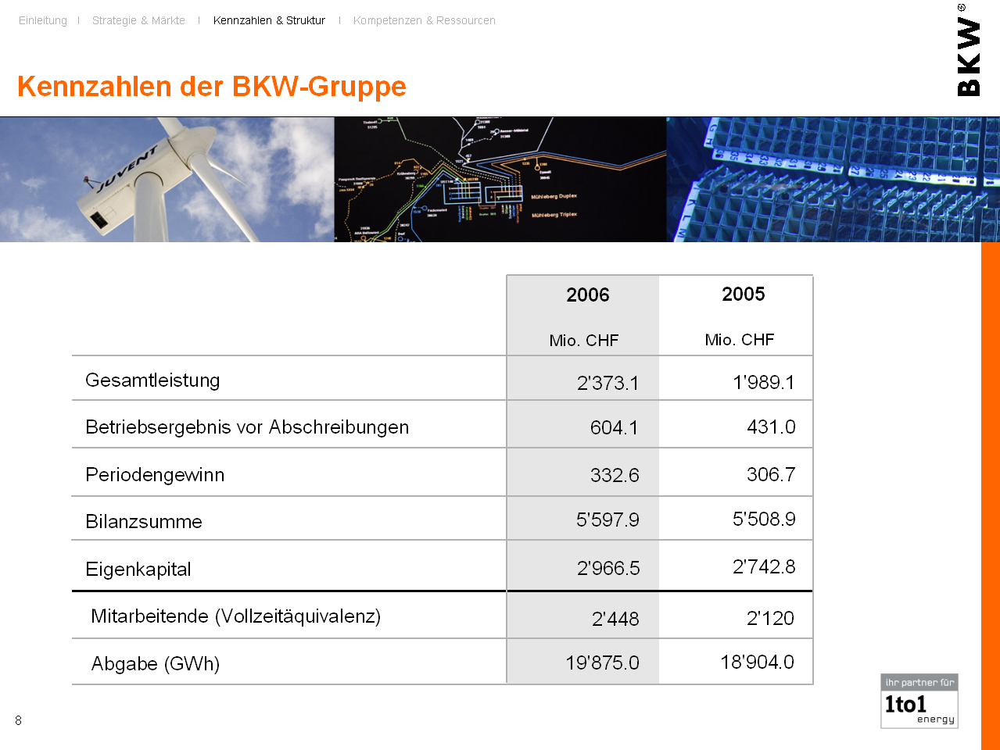 Einleitung | Strategie & Märkte | Kennzahlen & Struktur | Kompetenzen & Ressourcen
BKW®
Kennzahlen der BKW-Gruppe
JUVENT
Mühleberg Duplex
Mühleberg Triplex
2006 2005
Mio. CHF Mio. CHF
Gesamtleistung 2'373.1 1'989.1
Betriebsergebnis vor Abschreibungen 604.1 431.0
Periodengewinn 332.6 306.7
Bilanzsumme 5'597.9 5'508.9
Eigenkapital 2'966.5 2'742.8
Mitarbeitende (Vollzeitäquivalenz) 2'448 2'120
Abgabe (GWh) 19'875.0 18'904.0
ihr partner für
1to1
energy
8